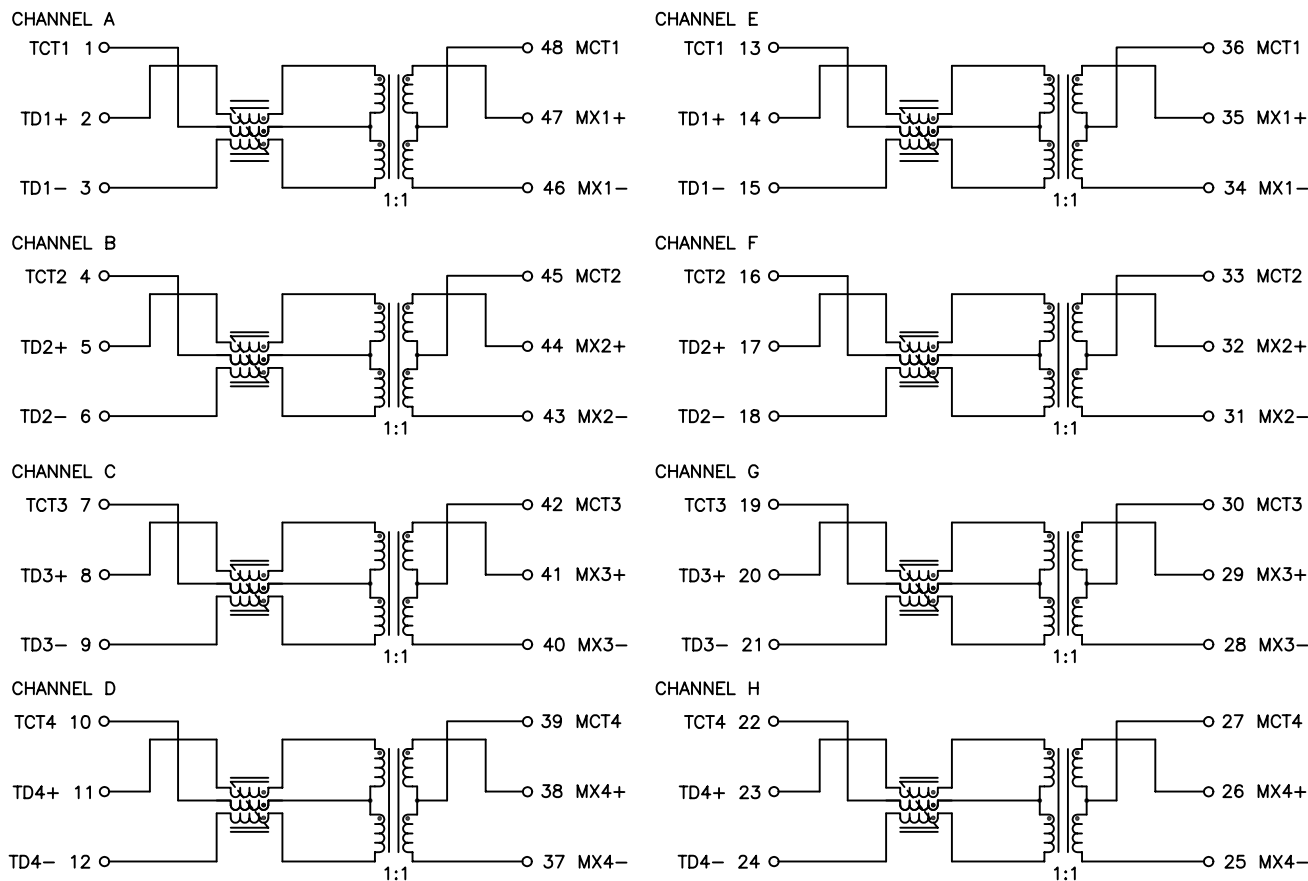 CHANNEL A
TCT1 1
48 MCT1
TD1+ 2
47 MX1+
TD1− 3
46 MX1−
1:1
CHANNEL B
TCT2 4
45 MCT2
TD2+ 5
44 MX2+
TD2− 6
43 MX2−
1:1
CHANNEL C
TCT3 7
42 MCT3
TD3+ 8
41 MX3+
TD3− 9
40 MX3−
1:1
CHANNEL D
TCT4 10
39 MCT4
TD4+ 11
38 MX4+
TD4− 12
37 MX4−
1:1
CHANNEL E
TCT1 13
36 MCT1
TD1+ 14
35 MX1+
TD1− 15
34 MX1−
1:1
CHANNEL F
TCT2 16
33 MCT2
TD2+ 17
32 MX2+
TD2− 18
31 MX2−
1:1
CHANNEL G
TCT3 19
30 MCT3
TD3+ 20
29 MX3+
TD3− 21
28 MX3−
1:1
CHANNEL H
TCT4 22
27 MCT4
TD4+ 23
26 MX4+
TD4− 24
25 MX4−
1:1